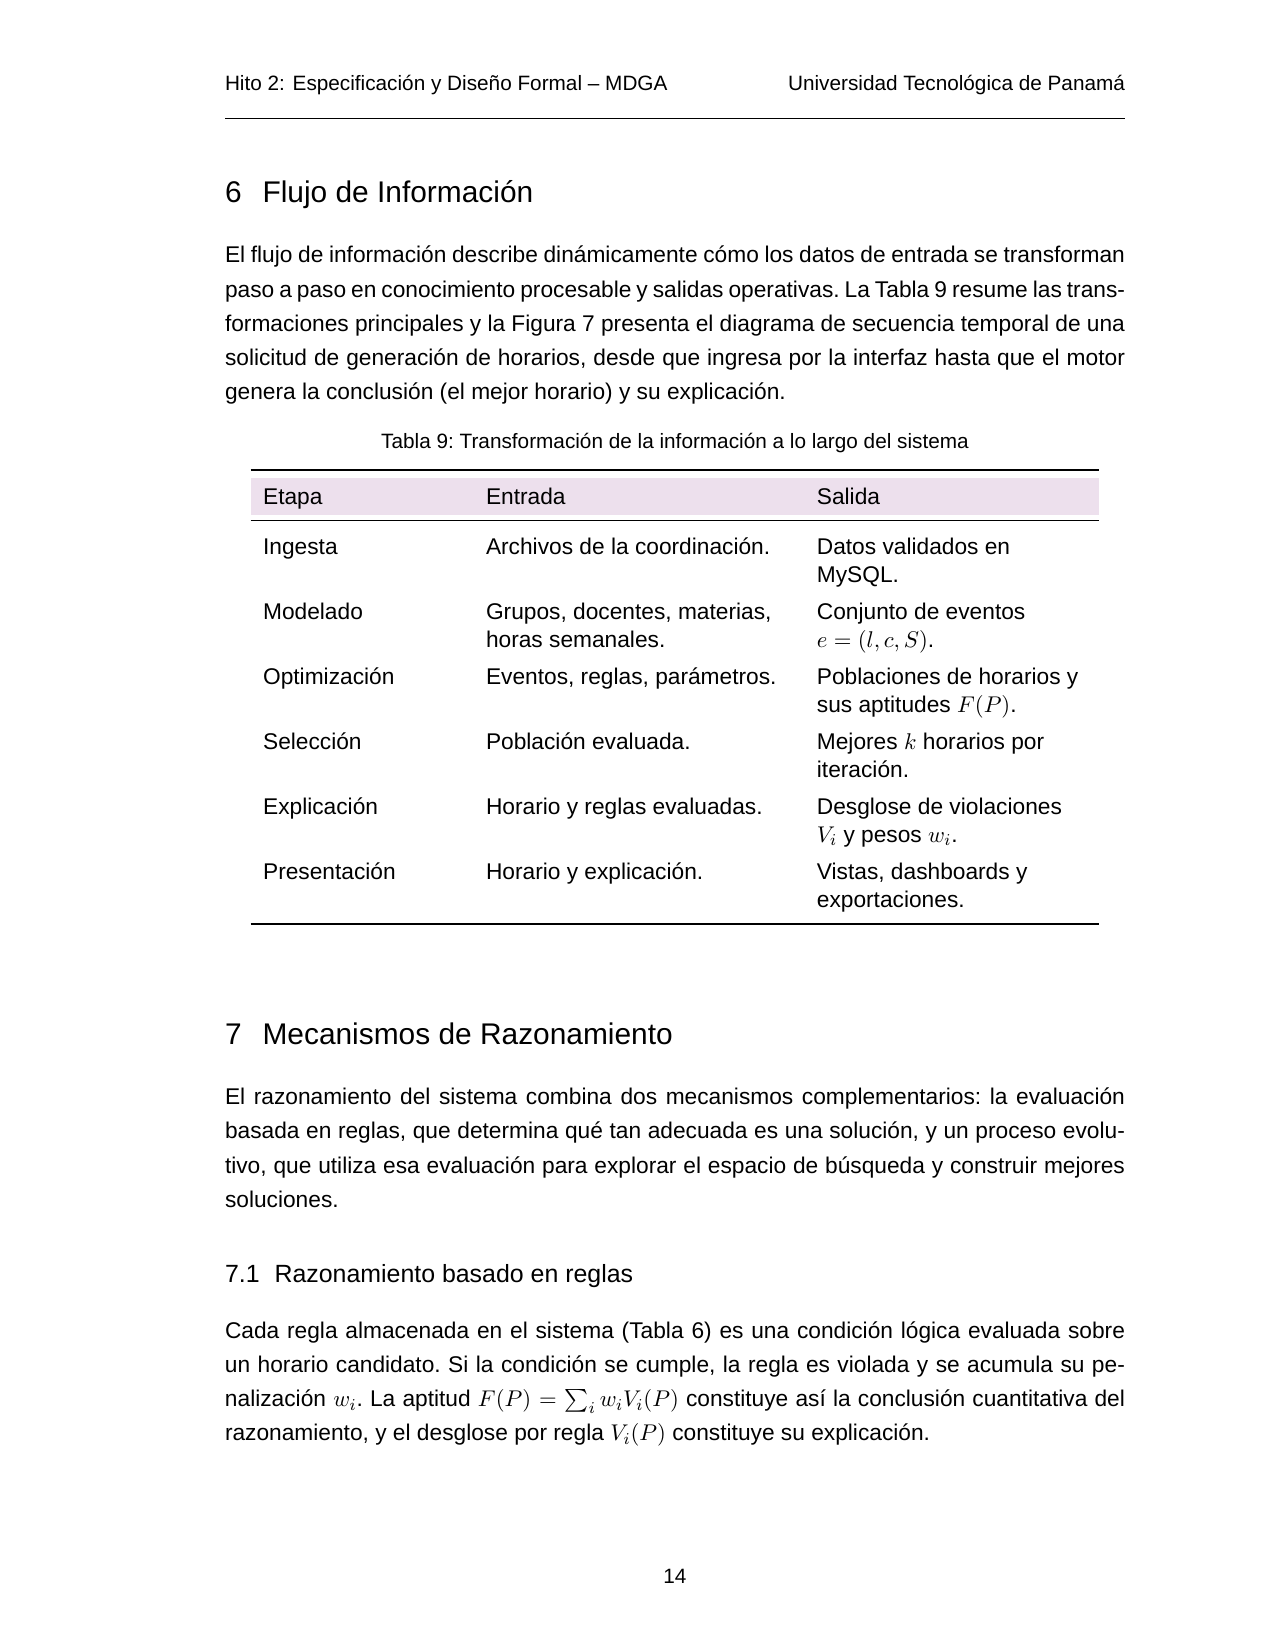 Hito 2: Especificación y Diseño Formal – MDGA    Universidad Tecnológica de Panamá
6 Flujo de Información
El flujo de información describe dinámicamente cómo los datos de entrada se transforman
paso a paso en conocimiento procesable y salidas operativas. La Tabla 9 resume las trans-
formaciones principales y la Figura 7 presenta el diagrama de secuencia temporal de una
solicitud de generación de horarios, desde que ingresa por la interfaz hasta que el motor
genera la conclusión (el mejor horario) y su explicación.
Tabla 9: Transformación de la información a lo largo del sistema
Etapa    Entrada    Salida
Ingesta    Archivos de la coordinación.    Datos validados en
MySQL.
Modelado    Grupos, docentes, materias,    Conjunto de eventos
horas semanales.    e = (l, c, S).
Optimización    Eventos, reglas, parámetros.    Poblaciones de horarios y
sus aptitudes F(P).
Selección    Población evaluada.    Mejores k horarios por
iteración.
Explicación    Horario y reglas evaluadas.    Desglose de violaciones
V_i y pesos w_i.
Presentación    Horario y explicación.    Vistas, dashboards y
exportaciones.
7 Mecanismos de Razonamiento
El razonamiento del sistema combina dos mecanismos complementarios: la evaluación
basada en reglas, que determina qué tan adecuada es una solución, y un proceso evolu-
tivo, que utiliza esa evaluación para explorar el espacio de búsqueda y construir mejores
soluciones.
7.1 Razonamiento basado en reglas
Cada regla almacenada en el sistema (Tabla 6) es una condición lógica evaluada sobre
un horario candidato. Si la condición se cumple, la regla es violada y se acumula su pe-
nalización w_i. La aptitud F(P) = ∑_i w_i V_i(P) constituye así la conclusión cuantitativa del
razonamiento, y el desglose por regla V_i(P) constituye su explicación.
14